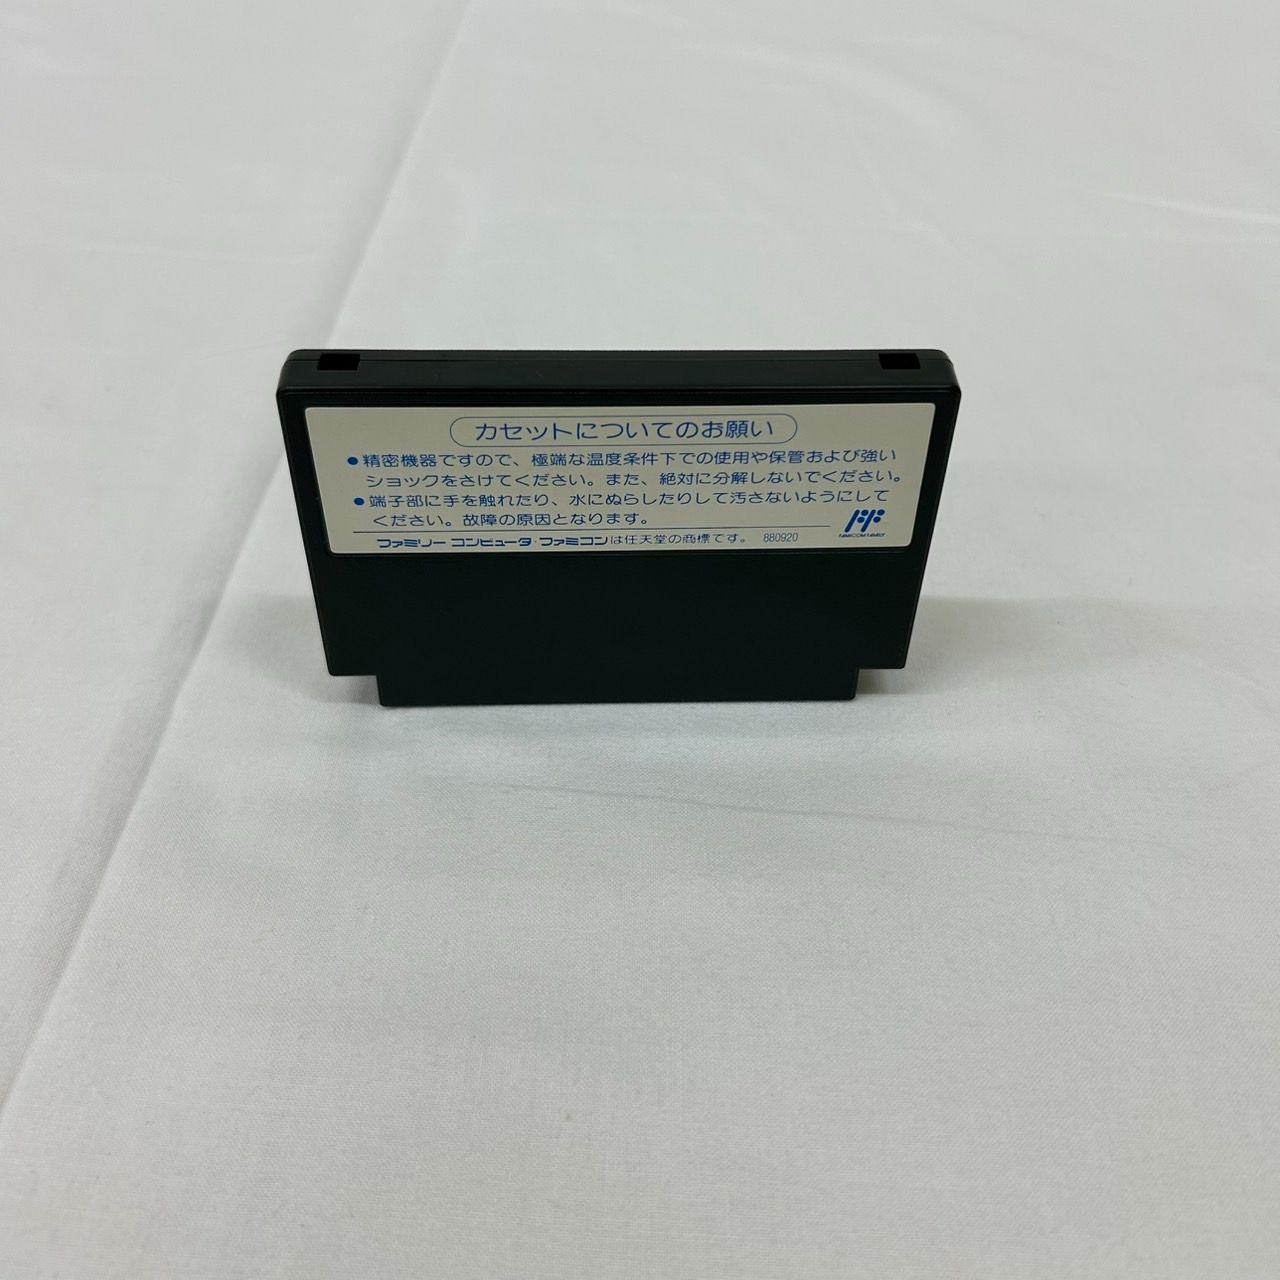 カセットについてのお願い
●精密機器ですので、極端な温度条件下での使用や保管および強い
ショックをさけてください。また、絶対に分解しないでください。
●端子部に手を触れたり、水にぬらしたりして汚さないようにして
ください。故障の原因となります。
ファミリー コンピュータ・ファミコンは任天堂の商標です。 880920
FAMICOM FAMILY